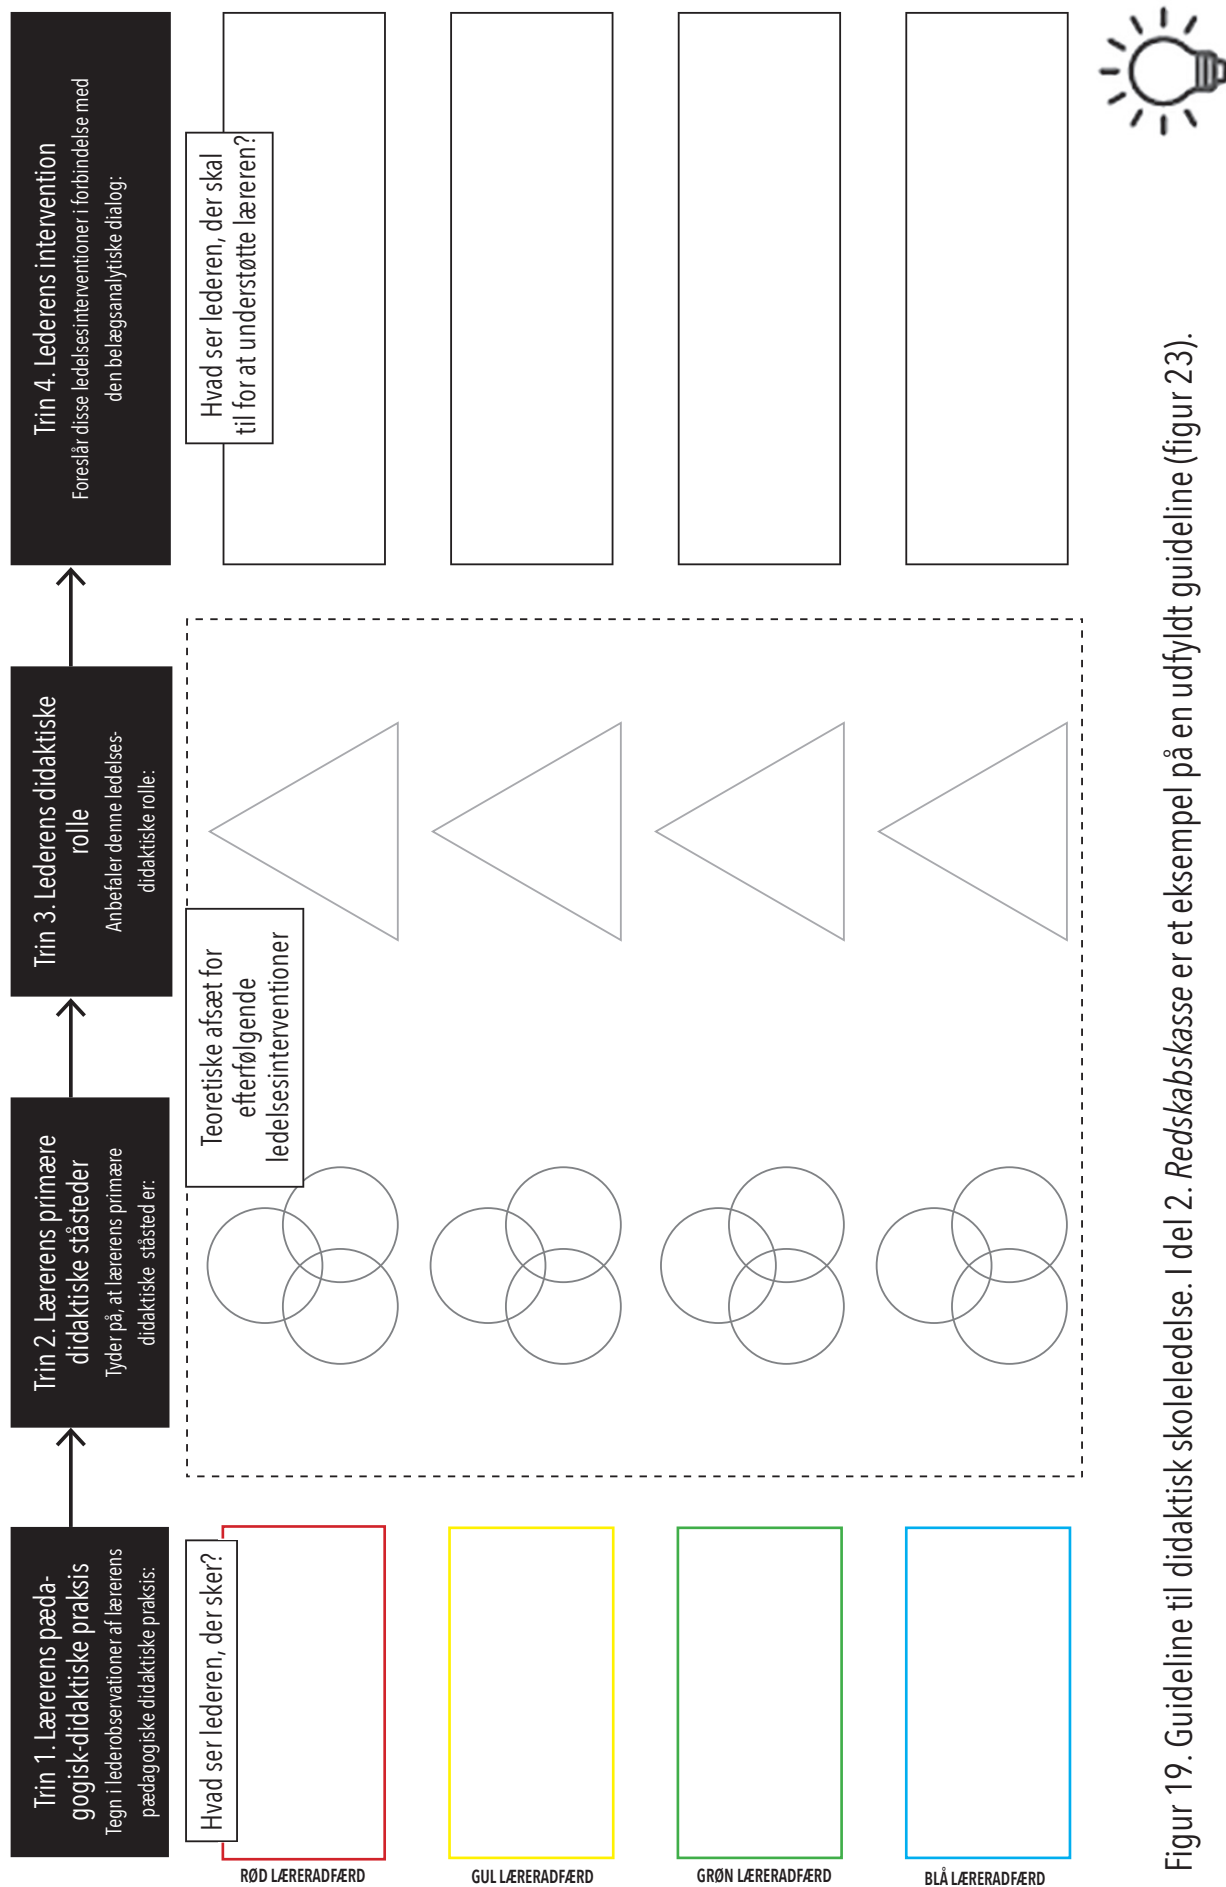 Trin 1. Lærerens pæda-
gogisk-didaktiske praksis
Tegn i lederobservationer af lærerens
pædagogiske didaktiske praksis:
Trin 2. Lærerens primære
didaktiske ståsteder
Tyder på, at lærerens primære
didaktiske ståsted er:
Trin 3. Lederens didaktiske
rolle
Anbefaler denne ledelses-
didaktiske rolle:
Trin 4. Lederens intervention
Foreslår disse ledelsesinterventioner i forbindelse med
den belægsanalytiske dialog:
Hvad ser lederen, der sker?
Teoretiske afsæt for
efterfølgende
ledelsesinterventioner
Hvad ser lederen, der skal
til for at understøtte læreren?
RØD LÆRERADFÆRD
GUL LÆRERADFÆRD
GRØN LÆRERADFÆRD
BLÅ LÆRERADFÆRD
Figur 19. Guideline til didaktisk skoleledelse. I del 2. Redskabskasse er et eksempel på en udfyldt guideline (figur 23).